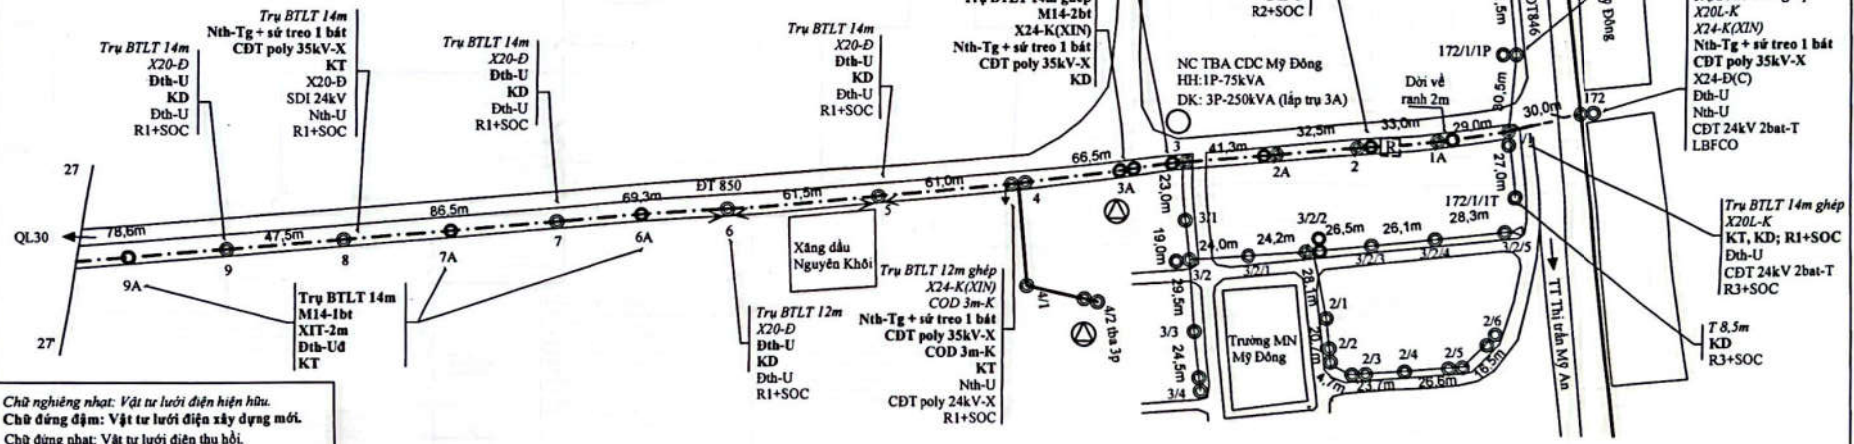 Trụ BTLT 14m
X20-Đ
Đth-U
KD
Đth-U
R1+SOC
Trụ BTLT 14m
Nth-Tg + sứ treo 1 bát
CĐT poly 35kV-X
KT
X20-Đ
SDI 24kV
Nth-U
R1+SOC
Trụ BTLT 14m
X20-Đ
Đth-U
KD
Đth-U
R1+SOC
Trụ BTLT 14m
X20-Đ
Đth-U
KD
Đth-U
R1+SOC
M14-2bt
X24-K(XIN)
Nth-Tg + sứ treo 1 bát
CĐT poly 35kV-X
KD
R2+SOC
NC TBA CDC Mỹ Đông
HH:1P-75kVA
DK: 3P-250kVA (lắp trụ 3A)
Dời về
ranh 2m
172/1/1P
ĐT846
30,5m
X20L-K
X24-K(XIN)
Nth-Tg + sứ treo 1 bát
CĐT poly 35kV-X
X24-Đ(C)
Đth-U
Nth-U
CĐT 24kV 2bat-T
LBFCO
172
30,0m
29,0m
33,0m
32,5m
41,3m
66,5m
61,0m
61,5m
69,3m
86,5m
47,5m
78,6m
ĐT 850
27
QL30
27'
9A
9
8
7A
7
6A
6
5
4
3A
3
2A
2
R
1A
27,0m
172/1/1T
28,3m
23,0m
3/1
19,0m
3/2
24,0m
3/2/1
24,2m
3/2/2
26,5m
3/2/3
26,1m
3/2/4
3/2/5
29,5m
3/3
24,5m
3/4
28,1m
2/1
20,7m
2/2
4,7m
2/3
23,7m
2/4
26,6m
2/5
16,5m
2/6
Trường MN
Mỹ Đông
TT Thị trấn Mỹ An
4/1
4/2 tba 3p
Xăng dầu
Nguyên Khôi
Trụ BTLT 14m
M14-1bt
XIT-2m
Đth-Uđ
KT
Trụ BTLT 12m
X20-Đ
Đth-U
KD
Đth-U
R1+SOC
Trụ BTLT 12m ghép
X24-K(XIN)
COD 3m-K
Nth-Tg + sứ treo 1 bát
CĐT poly 35kV-X
COD 3m-K
KT
Nth-U
CĐT poly 24kV-X
R1+SOC
Trụ BTLT 14m ghép
X20L-K
KT, KD; R1+SOC
Đth-U
CĐT 24kV 2bat-T
R3+SOC
T 8,5m
KD
R3+SOC
Chữ nghiêng nhạt: Vật tư lưới điện hiện hữu.
Chữ đứng đậm: Vật tư lưới điện xây dựng mới.
Chữ đứng nhạt: Vật tư lưới điện thu hồi.